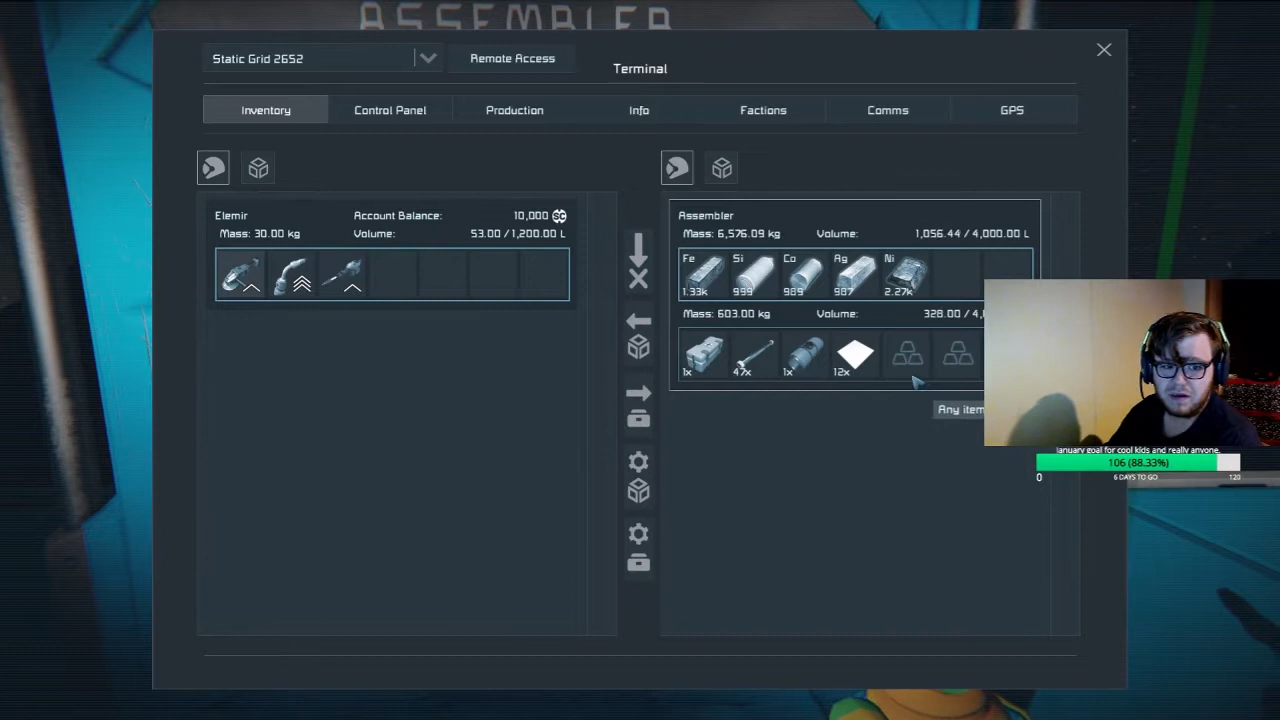 ASSEMBLER
Static Grid 2652
Remote Access
Terminal
Inventory
Control Panel
Production
Info
Factions
Comms
GPS
Elemir
Account Balance:
10,000 SC
Mass: 30.00 kg
Volume:
53.00 / 1,200.00 L
Assembler
Mass: 6,576.09 kg
Volume:
1,056.44 / 4,000.00 L
Fe
Si
Co
Ag
Ni
1.33k
999
989
987
2.27k
Mass: 603.00 kg
Volume:
328.00 / 4,
1x
47x
1x
12x
Any item
January goal for cool kids and really anyone.
106 (88.33%)
0
6 DAYS TO GO
120